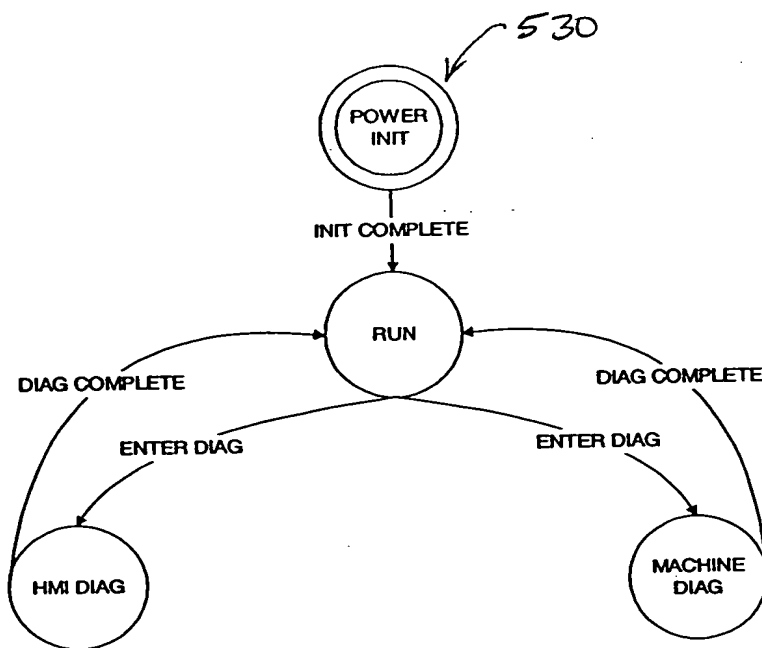 530
POWER
INIT
INIT COMPLETE
RUN
DIAG COMPLETE
DIAG COMPLETE
ENTER DIAG
ENTER DIAG
HMI DIAG
MACHINE
DIAG